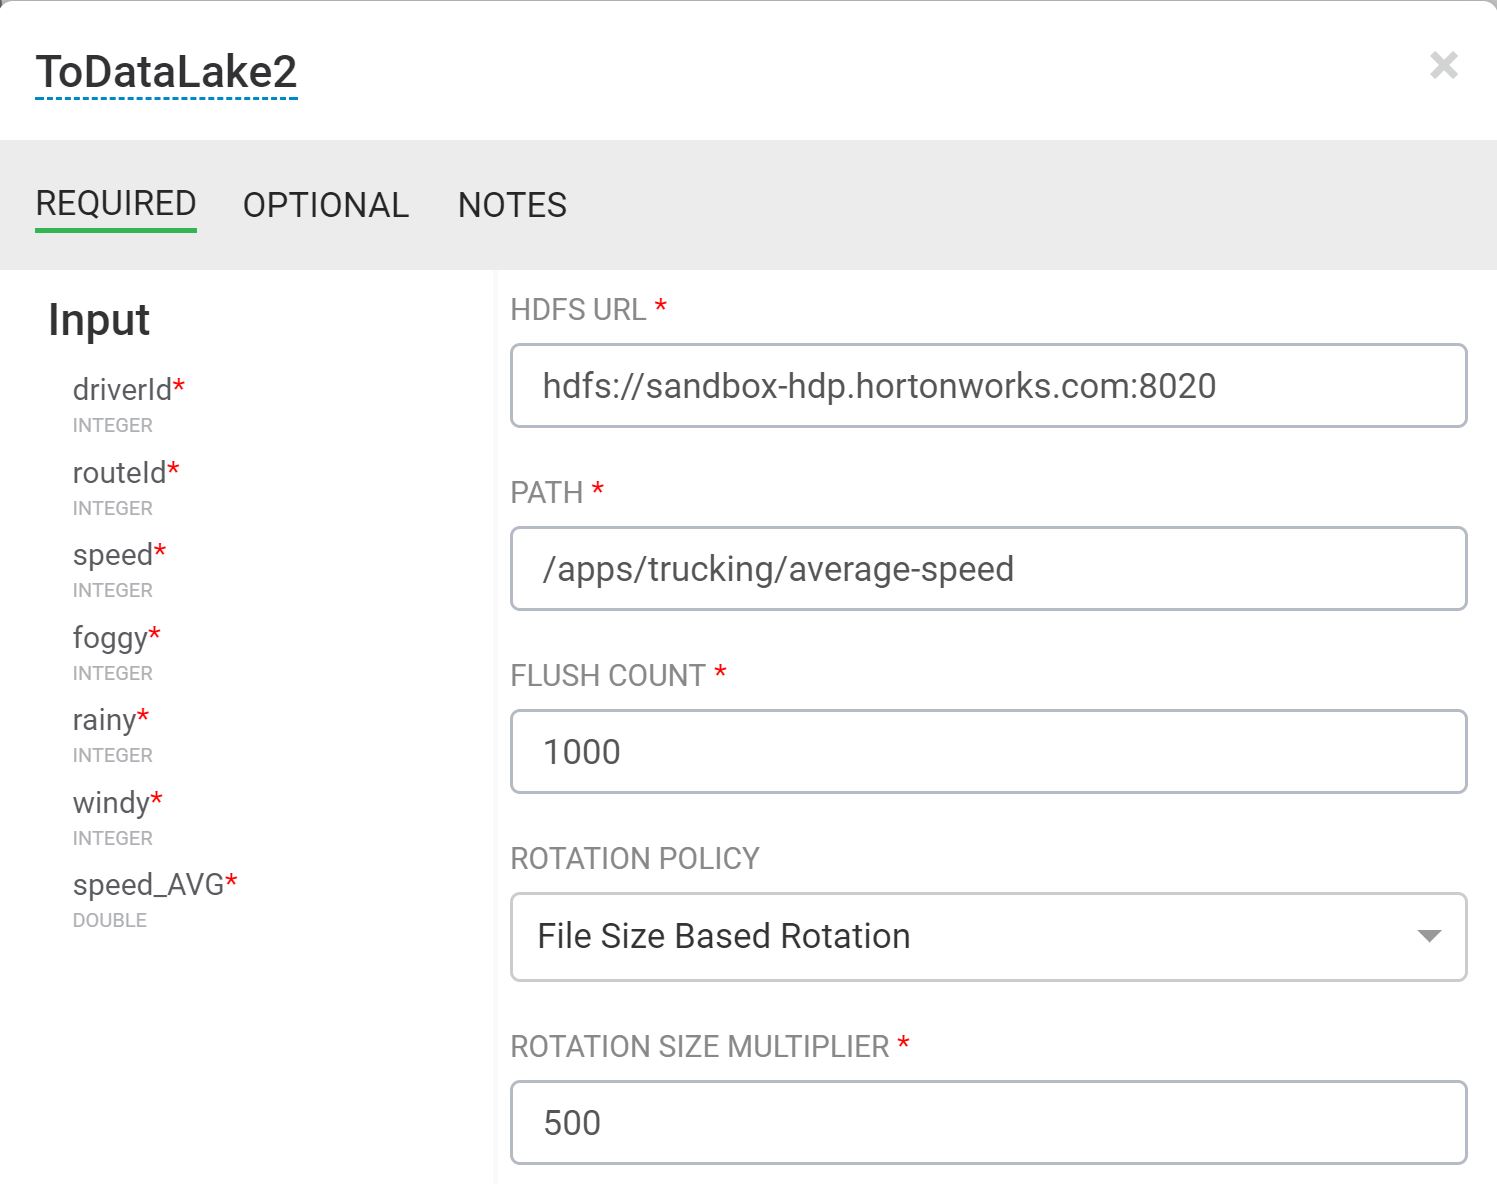 ToDataLake2
×
REQUIRED OPTIONAL NOTES
Input
driverId*
INTEGER
routeId*
INTEGER
speed*
INTEGER
foggy*
INTEGER
rainy*
INTEGER
windy*
INTEGER
speed_AVG*
DOUBLE
HDFS URL *
hdfs://sandbox-hdp.hortonworks.com:8020
PATH *
/apps/trucking/average-speed
FLUSH COUNT *
1000
ROTATION POLICY
File Size Based Rotation
ROTATION SIZE MULTIPLIER *
500